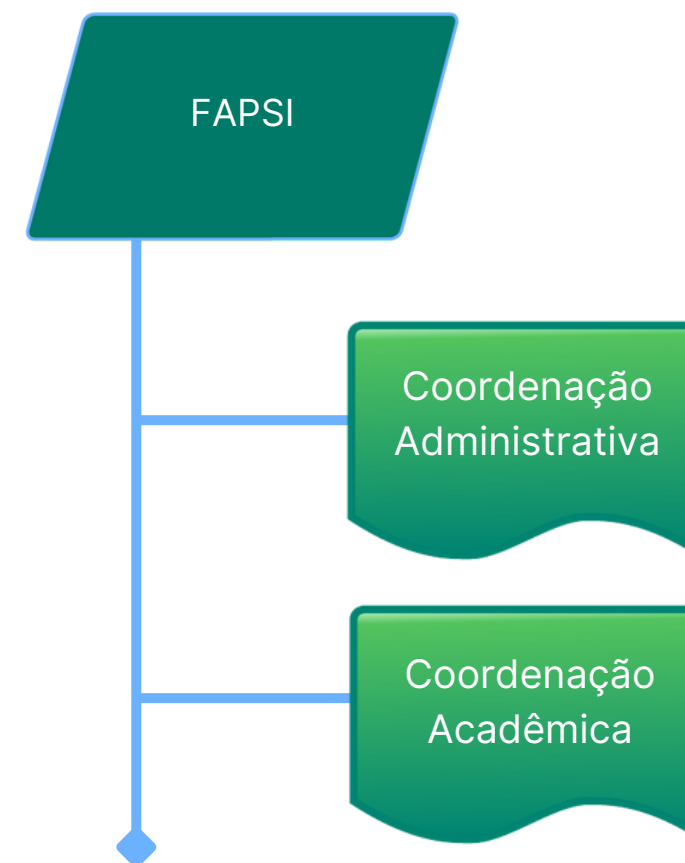 FAPSI
Coordenação
Administrativa
Coordenação
Acadêmica